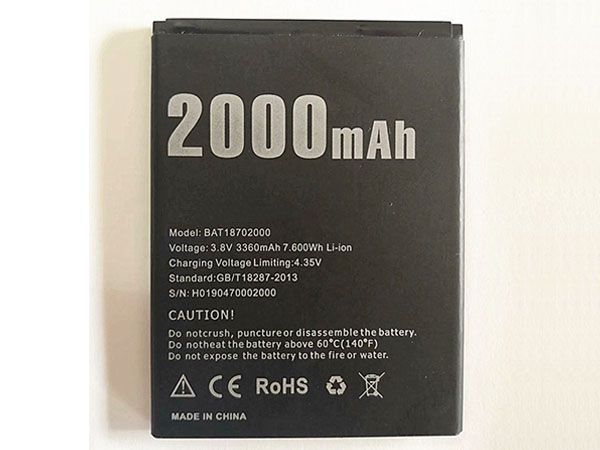 2000mAh
Model: BAT18702000
Voltage: 3.8V 3360mAh 7.600Wh Li-ion
Charging Voltage Limiting:4.35V
Standard:GB/T18287-2013
S/N: H0190470002000
CAUTION!
Do notcrush, puncture or disassemble the battery.
Do notheat the battery above 60°C(140°F)
Do not expose the battery to the fire or water.
CE RoHS
MADE IN CHINA